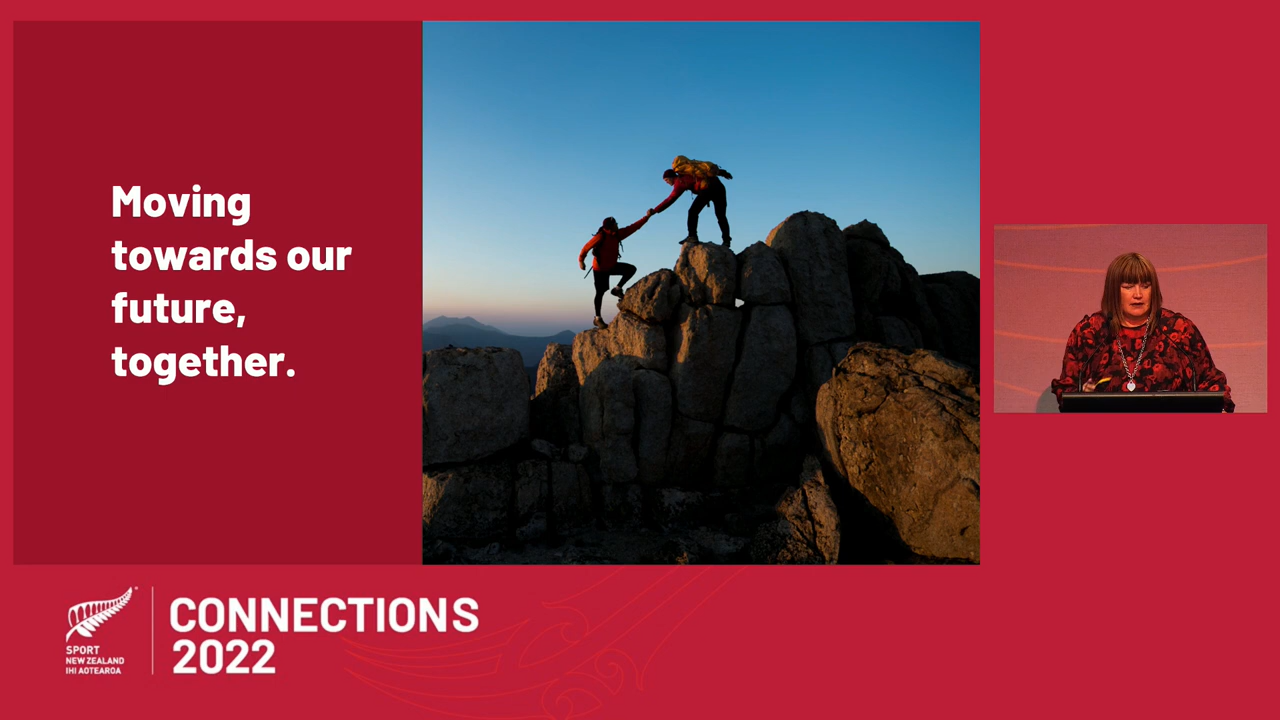 Moving
towards our
future,
together.
SPORT
NEW ZEALAND
IHI AOTEAROA
CONNECTIONS
2022